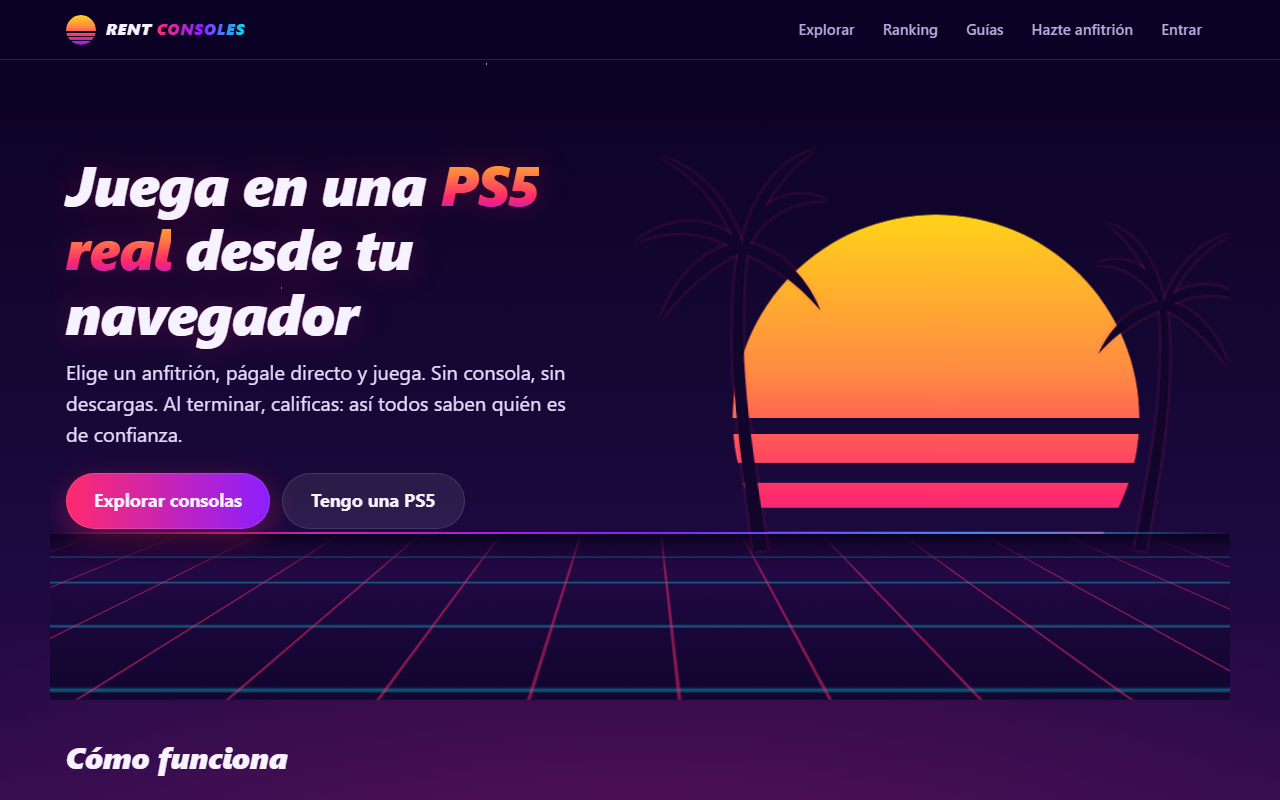 RENT CONSOLES
Explorar
Ranking
Guías
Hazte anfitrión
Entrar
Juega en una PS5
real desde tu
navegador
Elige un anfitrión, págale directo y juega. Sin consola, sin
descargas. Al terminar, calificas: así todos saben quién es
de confianza.
Explorar consolas
Tengo una PS5
Cómo funciona